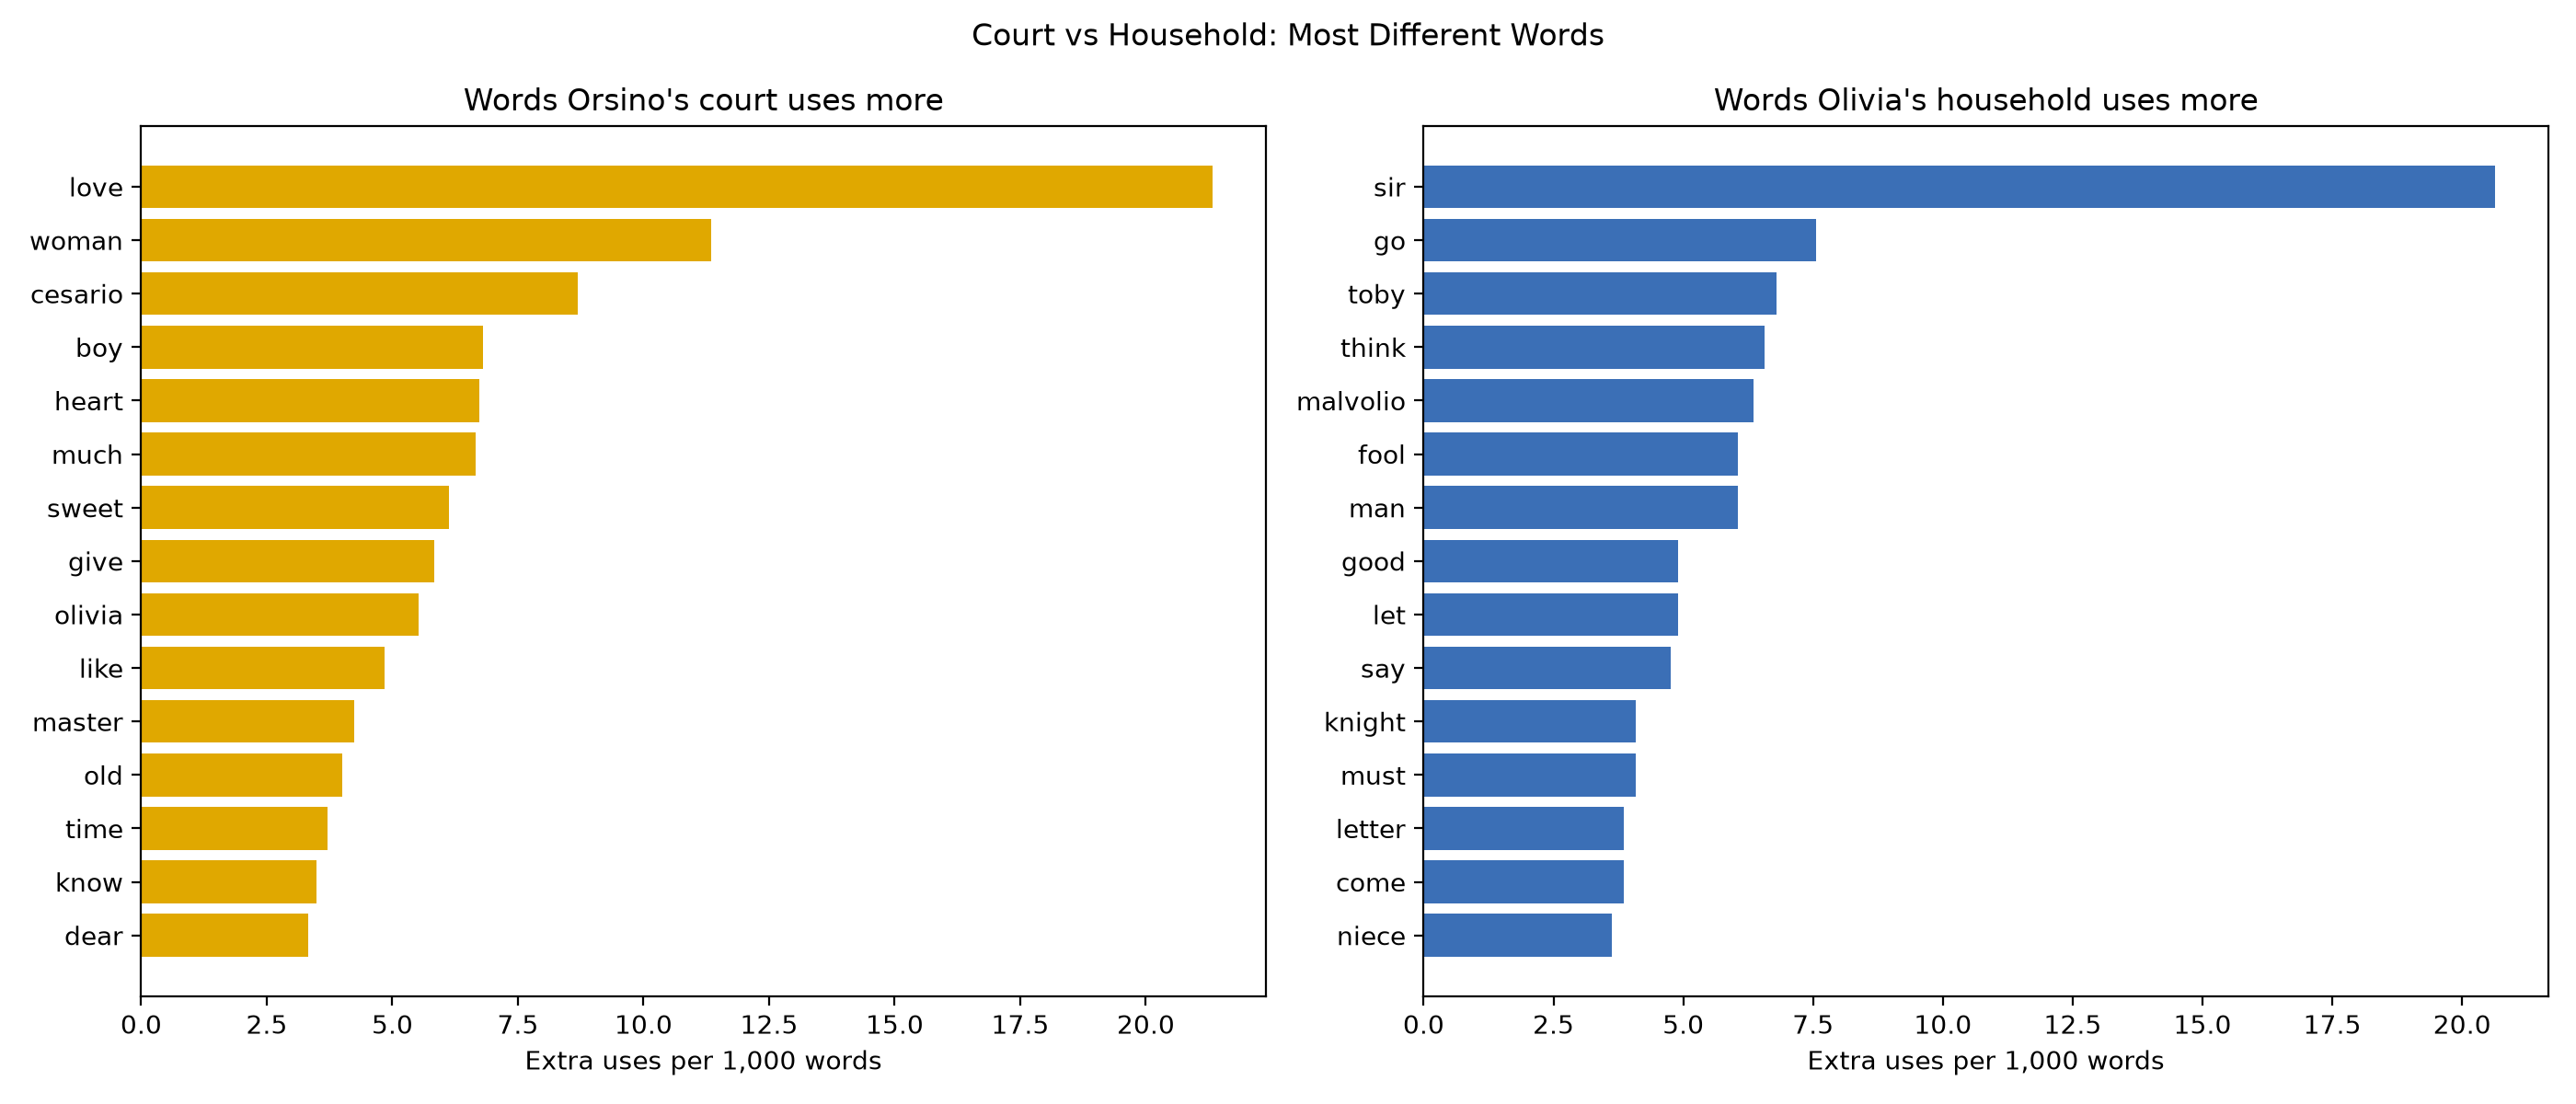 Court vs Household: Most Different Words
Words Orsino's court uses more
love
woman
cesario
boy
heart
much
sweet
give
olivia
like
master
old
time
know
dear
0.0 2.5 5.0 7.5 10.0 12.5 15.0 17.5 20.0
Extra uses per 1,000 words
Words Olivia's household uses more
sir
go
toby
think
malvolio
fool
man
good
let
say
knight
must
letter
come
niece
0.0 2.5 5.0 7.5 10.0 12.5 15.0 17.5 20.0
Extra uses per 1,000 words